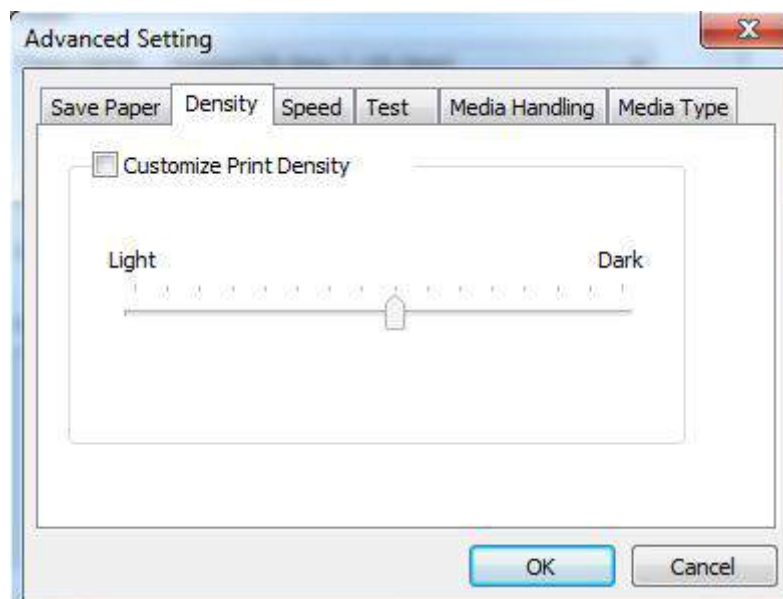 Advanced Setting
Save Paper Density Speed Test Media Handling Media Type
Customize Print Density
Light Dark
OK Cancel